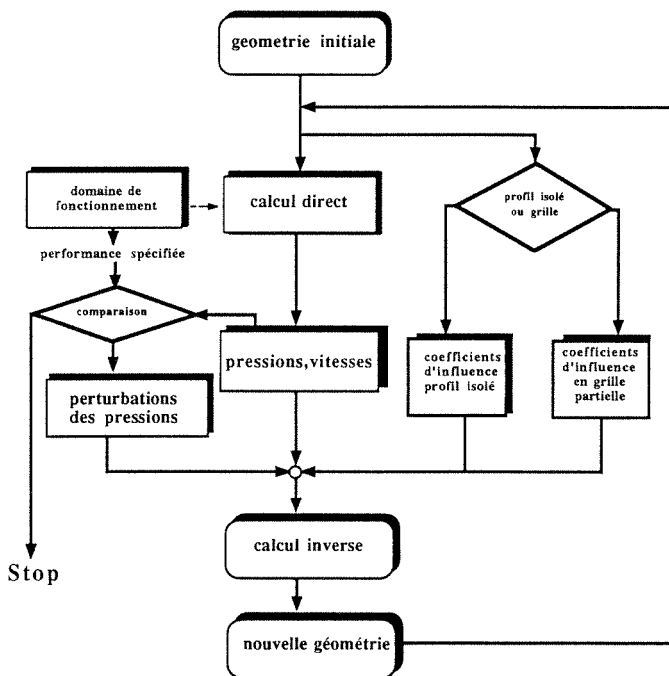 geometrie initiale
domaine de
fonctionnement
calcul direct
profil isolé
ou grille
performance spécifiée
comparaison
pressions,vitesses
coefficients
d'influence
profil isolé
coefficients
d'influence
en grille
partielle
perturbations
des pressions
calcul inverse
Stop
nouvelle géométrie